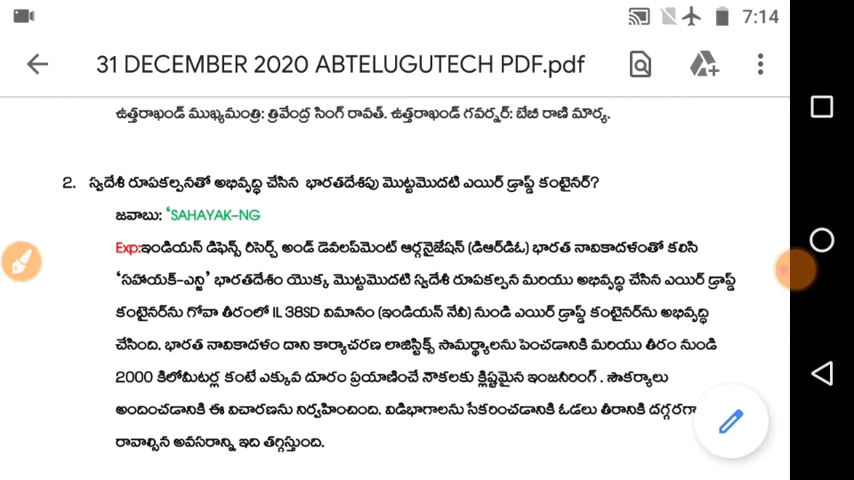 7:14
31 DECEMBER 2020 ABTELUGUTECH PDF.pdf
ఉత్తరాఖండ్ ముఖ్యమంత్రి: త్రివేంద్ర సింగ్ రావత్. ఉత్తరాఖండ్ గవర్నర్: బేబీ రాణి మౌర్య.
2. స్వదేశీ రూపకల్పనతో అభివృద్ధి చేసిన భారతదేశపు మొట్టమొదటి ఎయిర్ డ్రాప్డ్ కంటైనర్?
జవాబు: ‘SAHAYAK-NG
Exp:ఇండియన్ డిఫెన్స్ రీసెర్చ్ అండ్ డెవలప్‌మెంట్ ఆర్గనైజేషన్ (డిఆర్‌డిఓ) భారత నావికాదళంతో కలిసి
‘సహాయక్-ఎన్జి’ భారతదేశం యొక్క మొట్టమొదటి స్వదేశీ రూపకల్పన మరియు అభివృద్ధి చేసిన ఎయిర్ డ్రాప్డ్
కంటైనర్‌ను గోవా తీరంలో IL 38SD విమానం (ఇండియన్ నేవీ) నుండి ఎయిర్ డ్రాప్డ్ కంటైనర్‌ను అభివృద్ధి
చేసింది. భారత నావికాదళం దాని కార్యాచరణ లాజిస్టిక్స్ సామర్థ్యాలను పెంచడానికి మరియు తీరం నుండి
2000 కిలోమీటర్ల కంటే ఎక్కువ దూరం ప్రయాణించే నౌకలకు క్లిష్టమైన ఇంజనీరింగ్ . సౌకర్యాలు
అందించడానికి ఈ విచారణను నిర్వహించింది. విడిభాగాలను సేకరించడానికి ఓడలు తీరానికి దగ్గరగా
రావాల్సిన అవసరాన్ని ఇది తగ్గిస్తుంది.